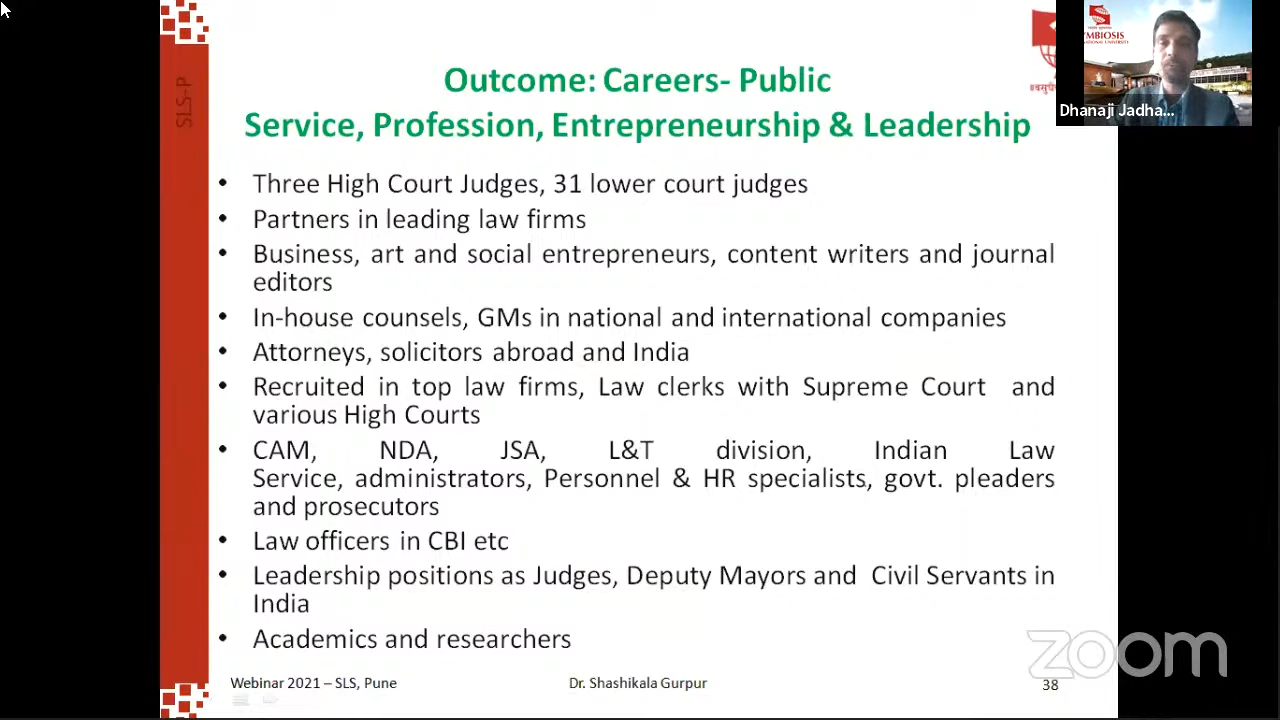 SLS-P
Outcome: Careers- Public
Service, Profession, Entrepreneurship & Leadership
• Three High Court Judges, 31 lower court judges
• Partners in leading law firms
• Business, art and social entrepreneurs, content writers and journal
editors
• In-house counsels, GMs in national and international companies
• Attorneys, solicitors abroad and India
• Recruited in top law firms, Law clerks with Supreme Court and
various High Courts
• CAM, NDA, JSA, L&T division, Indian Law
Service, administrators, Personnel & HR specialists, govt. pleaders
and prosecutors
• Law officers in CBI etc
• Leadership positions as Judges, Deputy Mayors and Civil Servants in
India
• Academics and researchers
Webinar 2021 – SLS, Pune
Dr. Shashikala Gurpur
38
Dhanaji Jadha...
zoom